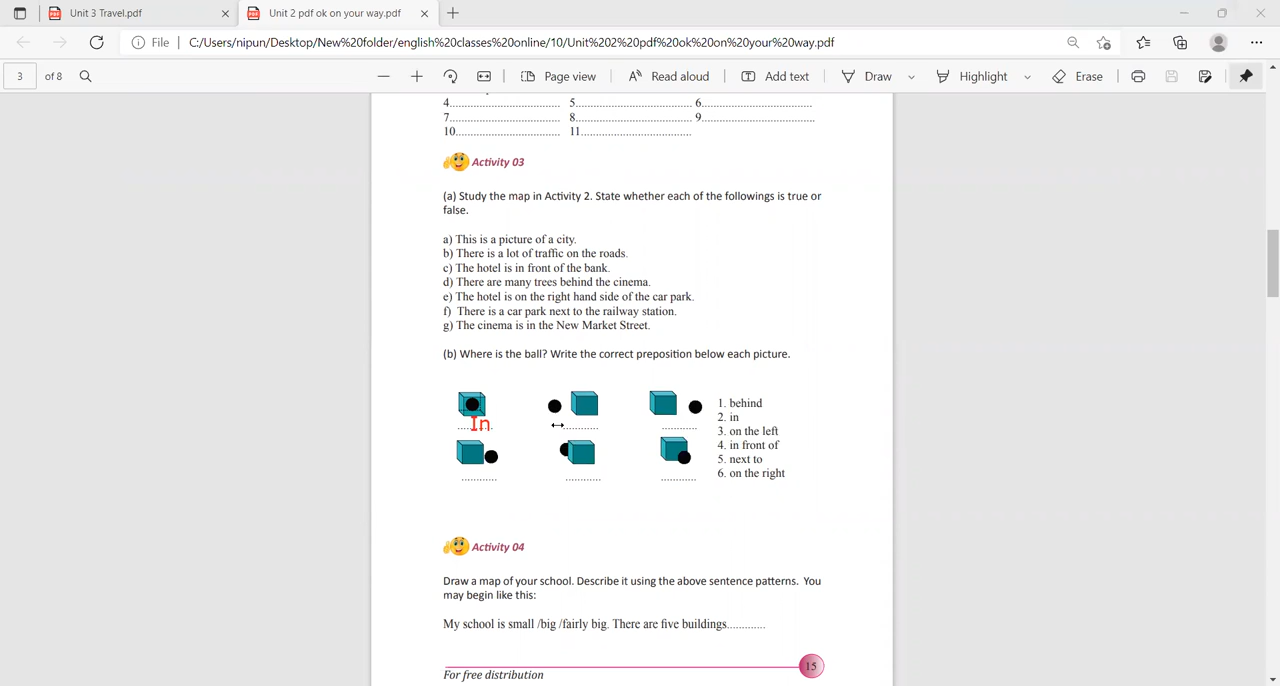 Unit 3 Travel.pdf
Unit 2 pdf ok on your way.pdf
File
C:/Users/nipun/Desktop/New%20folder/english%20classes%20online/10/Unit%202%20pdf%20ok%20on%20your%20way.pdf
3 of 8
Page view
Read aloud
Add text
Draw
Highlight
Erase
4............................................ 5............................................ 6............................................
7............................................ 8............................................ 9............................................
10............................................ 11............................................
Activity 03
(a) Study the map in Activity 2. State whether each of the followings is true or
false.
a) This is a picture of a city.
b) There is a lot of traffic on the roads.
c) The hotel is in front of the bank.
d) There are many trees behind the cinema.
e) The hotel is on the right hand side of the car park.
f) There is a car park next to the railway station.
g) The cinema is in the New Market Street.
(b) Where is the ball? Write the correct preposition below each picture.
In
1. behind
2. in
3. on the left
4. in front of
5. next to
6. on the right
Activity 04
Draw a map of your school. Describe it using the above sentence patterns. You
may begin like this:
My school is small /big /fairly big. There are five buildings.............
15
For free distribution